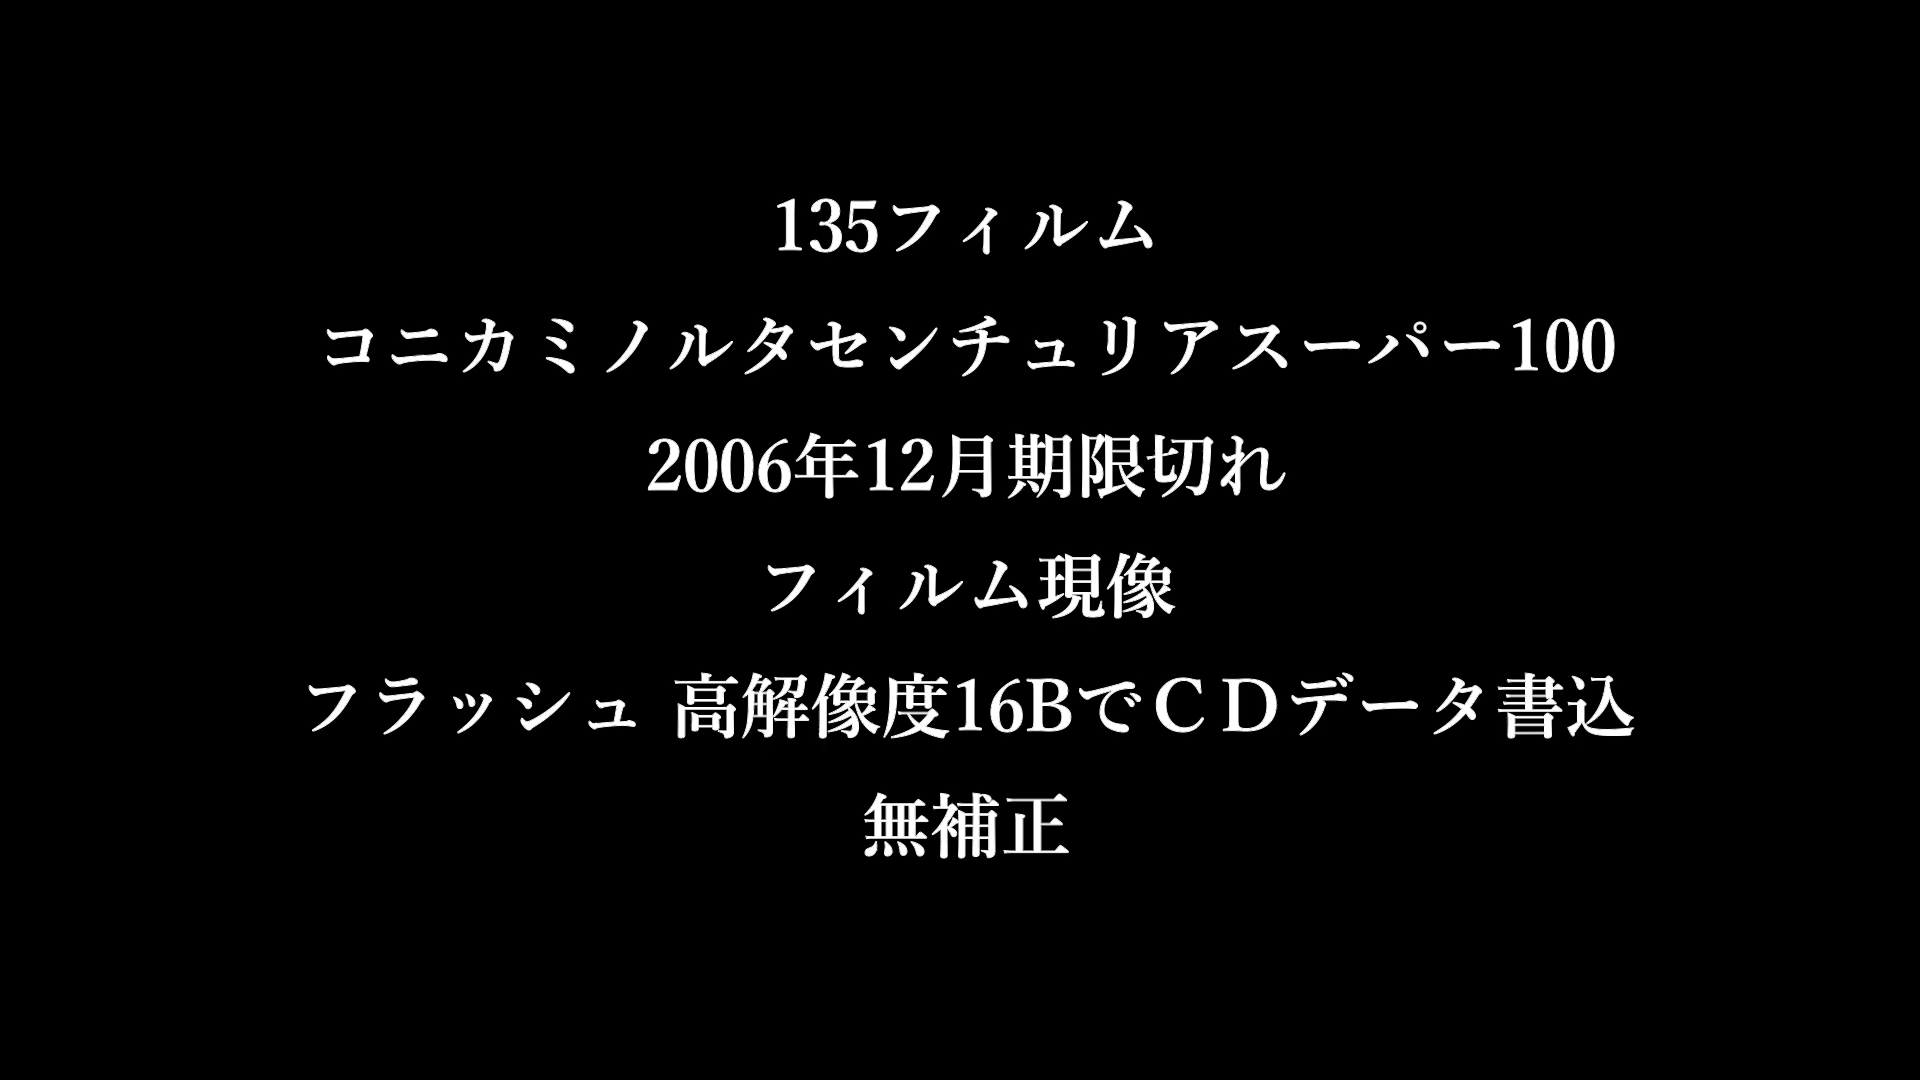 135フィルム
コニカミノルタセンチュリアスーパー100
2006年12月期限切れ
フィルム現像
フラッシュ 高解像度16BでＣＤデータ書込
無補正